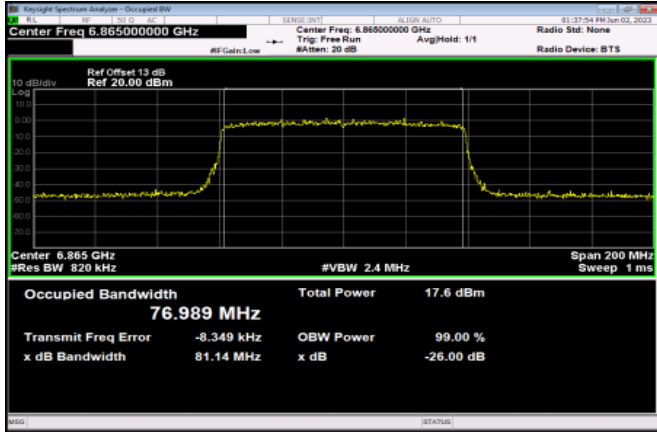 Keysight Spectrum Analyzer - Occupied BW
RL RF 50 Ω AC SENSE:INT ALIGN AUTO 01:37:54 PM Jun 02, 2023
Center Freq 6.865000000 GHz Center Freq: 6.865000000 GHz Radio Std: None
Trig: Free Run Avg|Hold: 1/1
#IFGain:Low #Atten: 20 dB Radio Device: BTS
Ref Offset 13 dB
10 dB/div Ref 20.00 dBm
Log
10.0
0.00
-10.0
-20.0
-30.0
-40.0
-50.0
-60.0
-70.0
Center 6.865 GHz Span 200 MHz
#Res BW 820 kHz #VBW 2.4 MHz Sweep 1 ms
Occupied Bandwidth Total Power 17.6 dBm
76.989 MHz
Transmit Freq Error -8.349 kHz OBW Power 99.00 %
x dB Bandwidth 81.14 MHz x dB -26.00 dB
MSG STATUS